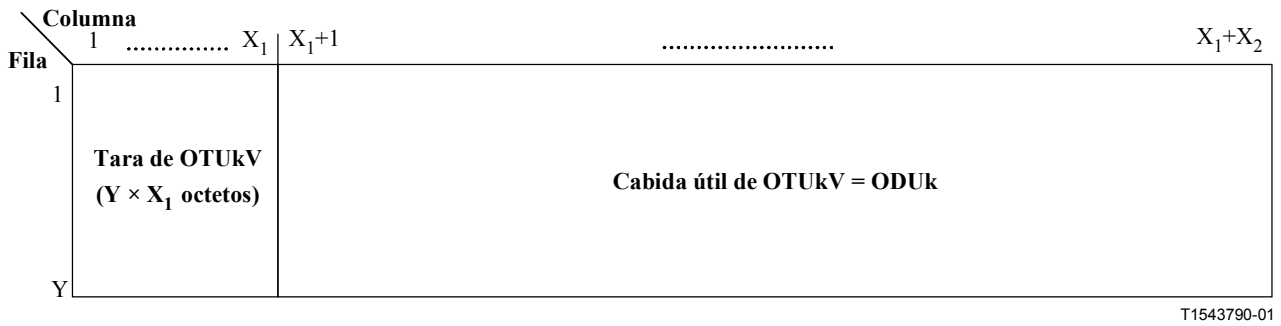 Columna
1 ............... X₁ X₁+1 ........................ X₁+X₂
Fila
1
Tara de OTUkV
(Y × X₁ octetos)
Cabida útil de OTUkV = ODUk
Y
T1543790-01